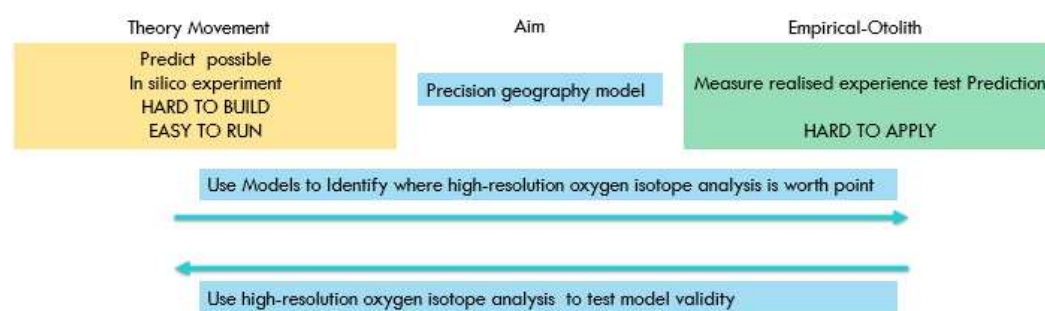 Theory Movement
Aim
Empirical-Otolith
Predict possible
In silico experiment
HARD TO BUILD
EASY TO RUN
Precision geography model
Measure realised experience test Prediction
HARD TO APPLY
Use Models to Identify where high-resolution oxygen isotope analysis is worth point
Use high-resolution oxygen isotope analysis to test model validity